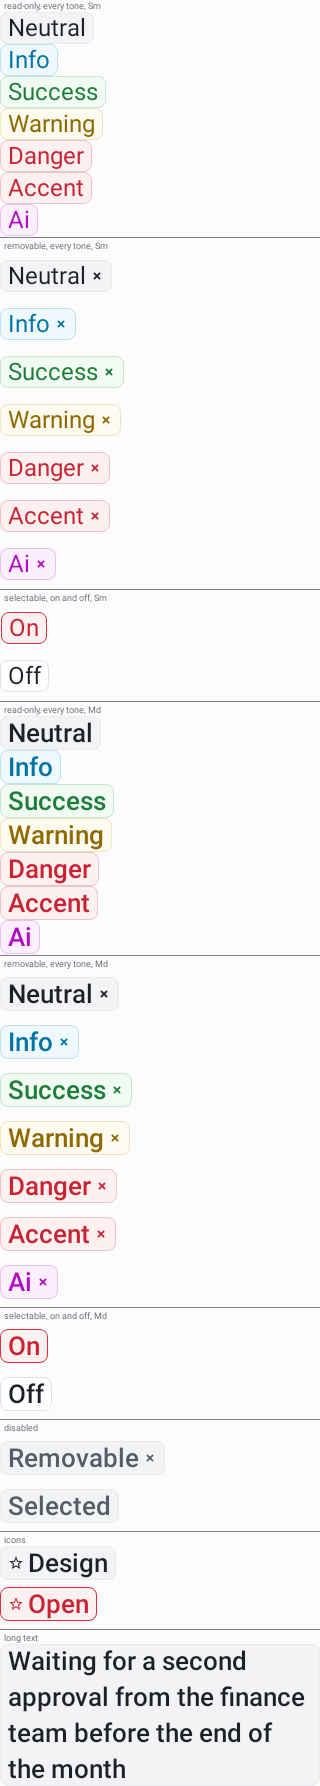 read-only, every tone, Sm
Neutral
Info
Success
Warning
Danger
Accent
Ai
removable, every tone, Sm
Neutral ×
Info ×
Success ×
Warning ×
Danger ×
Accent ×
Ai ×
selectable, on and off, Sm
On
Off
read-only, every tone, Md
Neutral
Info
Success
Warning
Danger
Accent
Ai
removable, every tone, Md
Neutral ×
Info ×
Success ×
Warning ×
Danger ×
Accent ×
Ai ×
selectable, on and off, Md
On
Off
disabled
Removable ×
Selected
icons
Design
Open
long text
Waiting for a second
approval from the finance
team before the end of
the month